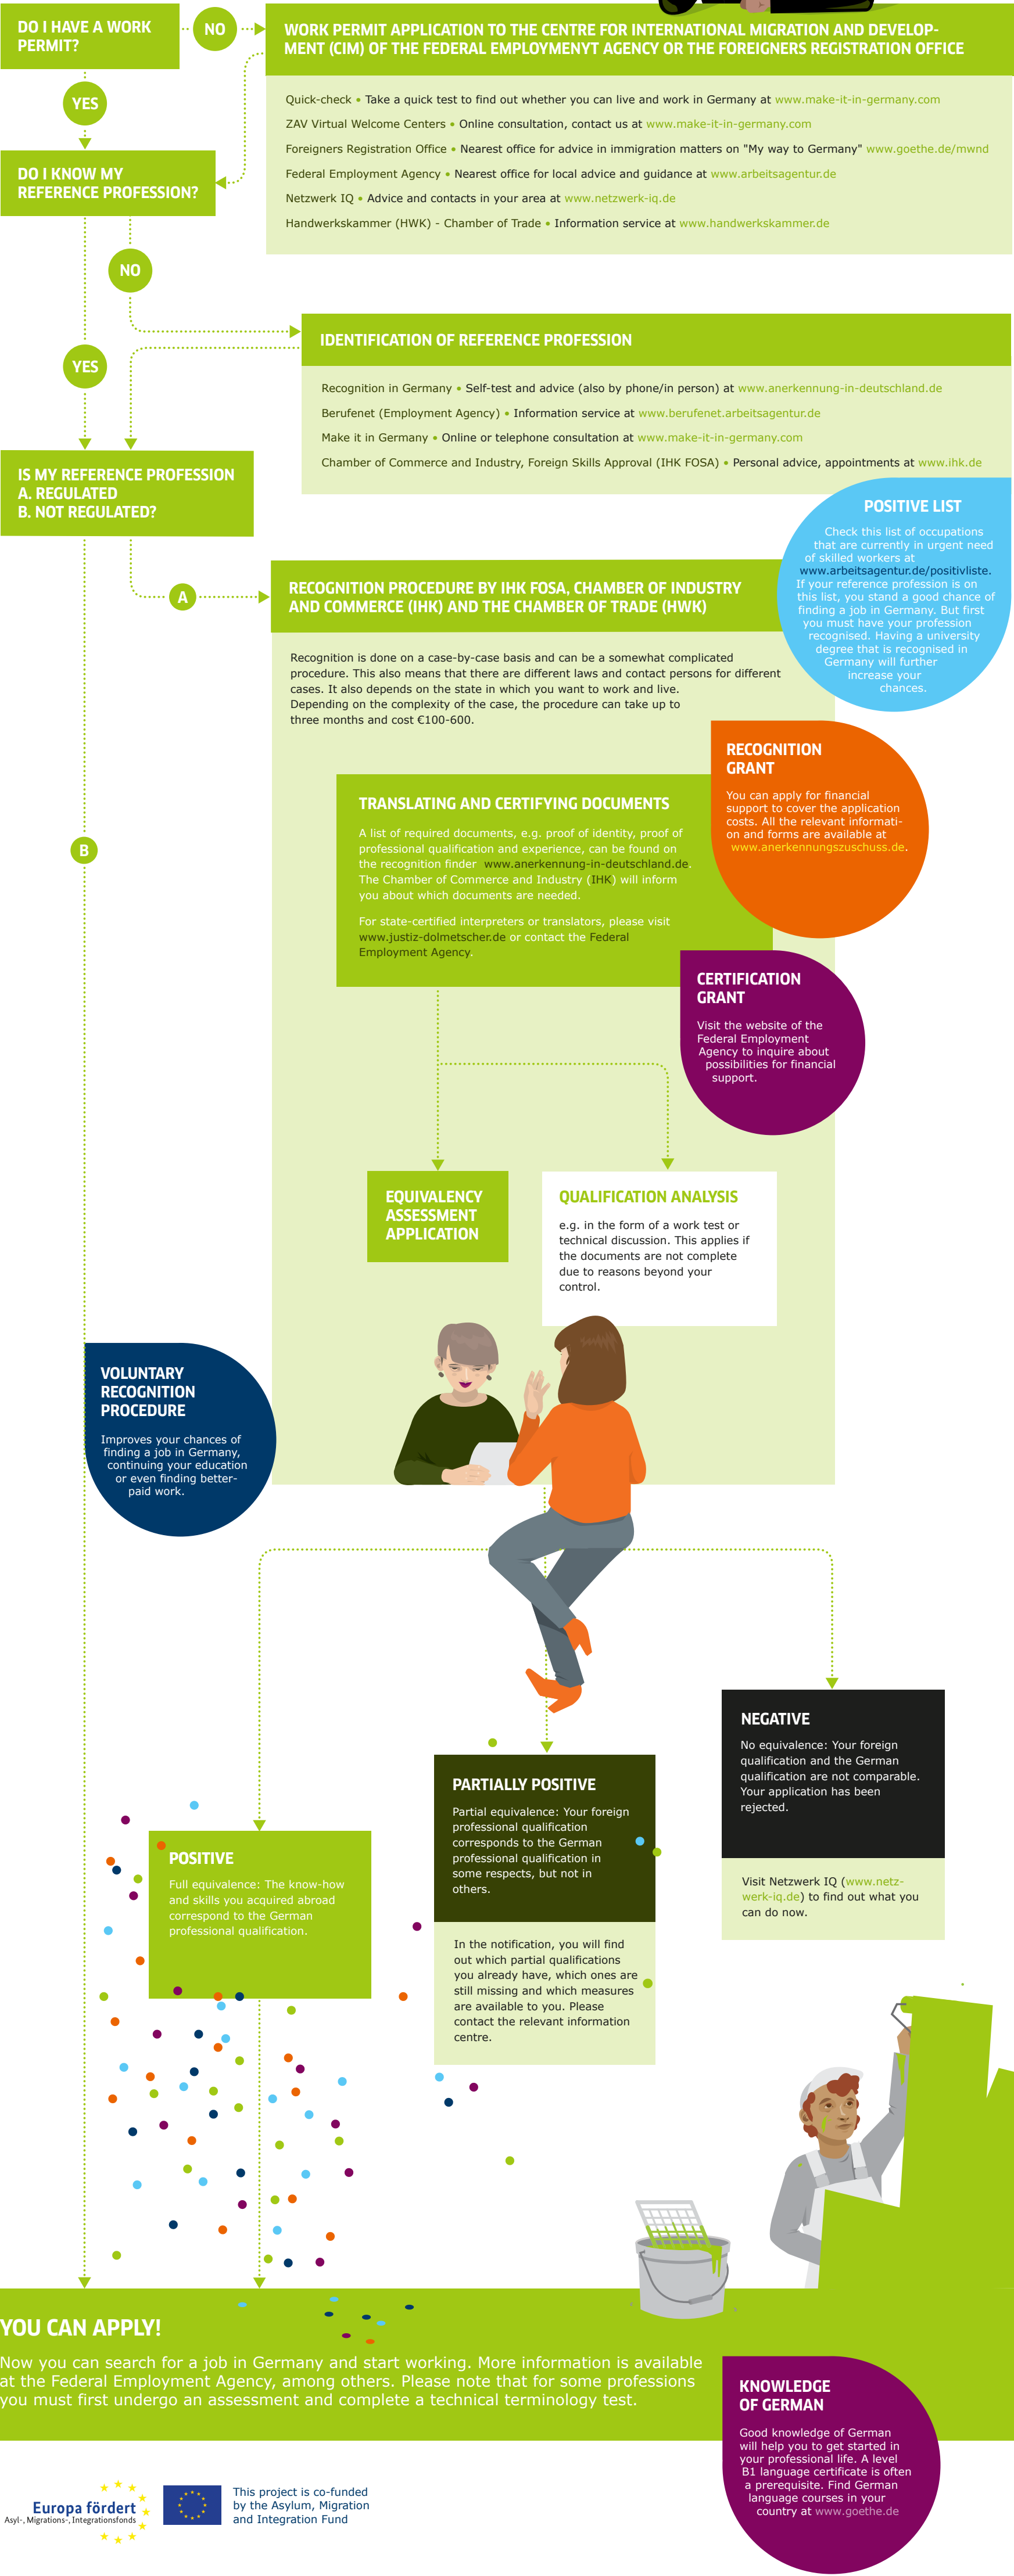 DO I HAVE A WORK
PERMIT?
NO
WORK PERMIT APPLICATION TO THE CENTRE FOR INTERNATIONAL MIGRATION AND DEVELOP-
MENT (CIM) OF THE FEDERAL EMPLOYMENYT AGENCY OR THE FOREIGNERS REGISTRATION OFFICE
YES
Quick-check • Take a quick test to find out whether you can live and work in Germany at www.make-it-in-germany.com
ZAV Virtual Welcome Centers • Online consultation, contact us at www.make-it-in-germany.com
Foreigners Registration Office • Nearest office for advice in immigration matters on "My way to Germany" www.goethe.de/mwnd
Federal Employment Agency • Nearest office for local advice and guidance at www.arbeitsagentur.de
Netzwerk IQ • Advice and contacts in your area at www.netzwerk-iq.de
Handwerkskammer (HWK) - Chamber of Trade • Information service at www.handwerkskammer.de
DO I KNOW MY
REFERENCE PROFESSION?
NO
YES
IDENTIFICATION OF REFERENCE PROFESSION
Recognition in Germany • Self-test and advice (also by phone/in person) at www.anerkennung-in-deutschland.de
Berufenet (Employment Agency) • Information service at www.berufenet.arbeitsagentur.de
Make it in Germany • Online or telephone consultation at www.make-it-in-germany.com
Chamber of Commerce and Industry, Foreign Skills Approval (IHK FOSA) • Personal advice, appointments at www.ihk.de
IS MY REFERENCE PROFESSION
A. REGULATED
B. NOT REGULATED?
POSITIVE LIST
Check this list of occupations
that are currently in urgent need
of skilled workers at
www.arbeitsagentur.de/positivliste.
If your reference profession is on
this list, you stand a good chance of
finding a job in Germany. But first
you must have your profession
recognised. Having a university
degree that is recognised in
Germany will further
increase your
chances.
A
RECOGNITION PROCEDURE BY IHK FOSA, CHAMBER OF INDUSTRY
AND COMMERCE (IHK) AND THE CHAMBER OF TRADE (HWK)
Recognition is done on a case-by-case basis and can be a somewhat complicated
procedure. This also means that there are different laws and contact persons for different
cases. It also depends on the state in which you want to work and live.
Depending on the complexity of the case, the procedure can take up to
three months and cost €100-600.
RECOGNITION
GRANT
You can apply for financial
support to cover the application
costs. All the relevant informati-
on and forms are available at
www.anerkennungszuschuss.de.
TRANSLATING AND CERTIFYING DOCUMENTS
A list of required documents, e.g. proof of identity, proof of
professional qualification and experience, can be found on
the recognition finder www.anerkennung-in-deutschland.de.
The Chamber of Commerce and Industry (IHK) will inform
you about which documents are needed.
For state-certified interpreters or translators, please visit
www.justiz-dolmetscher.de or contact the Federal
Employment Agency.
B
CERTIFICATION
GRANT
Visit the website of the
Federal Employment
Agency to inquire about
possibilities for financial
support.
EQUIVALENCY
ASSESSMENT
APPLICATION
QUALIFICATION ANALYSIS
e.g. in the form of a work test or
technical discussion. This applies if
the documents are not complete
due to reasons beyond your
control.
VOLUNTARY
RECOGNITION
PROCEDURE
Improves your chances of
finding a job in Germany,
continuing your education
or even finding better-
paid work.
POSITIVE
Full equivalence: The know-how
and skills you acquired abroad
correspond to the German
professional qualification.
PARTIALLY POSITIVE
Partial equivalence: Your foreign
professional qualification
corresponds to the German
professional qualification in
some respects, but not in
others.
In the notification, you will find
out which partial qualifications
you already have, which ones are
still missing and which measures
are available to you. Please
contact the relevant information
centre.
NEGATIVE
No equivalence: Your foreign
qualification and the German
qualification are not comparable.
Your application has been
rejected.
Visit Netzwerk IQ (www.netz-
werk-iq.de) to find out what you
can do now.
YOU CAN APPLY!
Now you can search for a job in Germany and start working. More information is available
at the Federal Employment Agency, among others. Please note that for some professions
you must first undergo an assessment and complete a technical terminology test.
KNOWLEDGE
OF GERMAN
Good knowledge of German
will help you to get started in
your professional life. A level
B1 language certificate is often
a prerequisite. Find German
language courses in your
country at www.goethe.de
Europa fördert
Asyl-, Migrations-, Integrationsfonds
This project is co-funded
by the Asylum, Migration
and Integration Fund